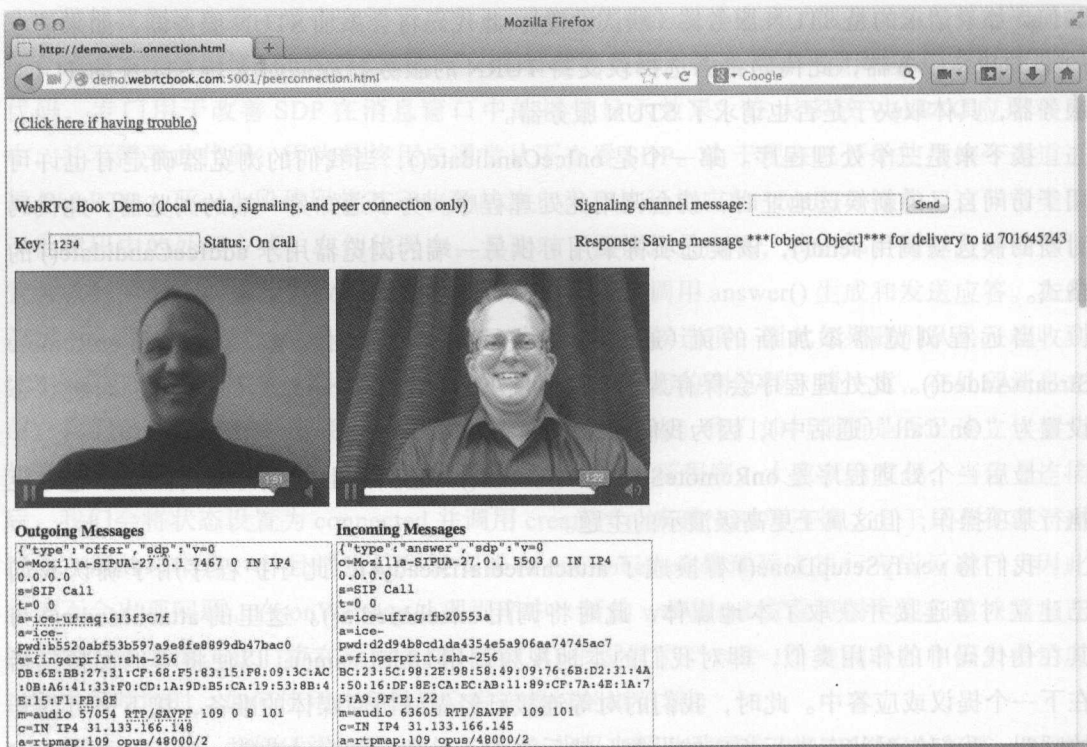 Mozilla Firefox
http://demo.web...onnection.html
demo.webrtcbook.com:5001/peerconnection.html
Google
(Click here if having trouble)
WebRTC Book Demo (local media, signaling, and peer connection only)
Signaling channel message:
Send
Key: 1234 Status: On call
Response: Saving message ***[object Object]*** for delivery to id 701645243
1:51
1:22
Outgoing Messages
{"type":"offer","sdp":"v=0
o=Mozilla-SIPUA-27.0.1 7467 0 IN IP4
0.0.0.0
s=SIP Call
t=0 0
a=ice-ufrag:613f3c7f
a=ice-
pwd:b5520abf53b597a9e8fe8899db47bac0
a=fingerprint:sha-256
DB:6E:BB:27:31:CF:68:F5:83:15:F8:09:3C:AC
:0B:A6:41:33:F0:CD:1A:9D:B5:CA:19:53:8B:4
E:15:F1:FB:8E
m=audio 57054 RTP/SAVPF 109 0 8 101
c=IN IP4 31.133.166.148
a=rtpmap:109 opus/48000/2
Incoming Messages
{"type":"answer","sdp":"v=0
o=Mozilla-SIPUA-27.0.1 5503 0 IN IP4
0.0.0.0
s=SIP Call
t=0 0
a=ice-ufrag:eb20553a
a=ice-
pwd:d2d94b8cd1da4354e5a906aa74745ac7
a=fingerprint:sha-256
BC:23:5C:98:2E:98:58:49:09:76:6B:D2:31:4A
:50:16:DF:8E:CA:EC:AB:11:89:CF:7A:4E:1A:7
5:A9:9F:B1:22
m=audio 63605 RTP/SAVPF 109 101
c=IN IP4 31.133.166.145
a=rtpmap:109 opus/48000/2